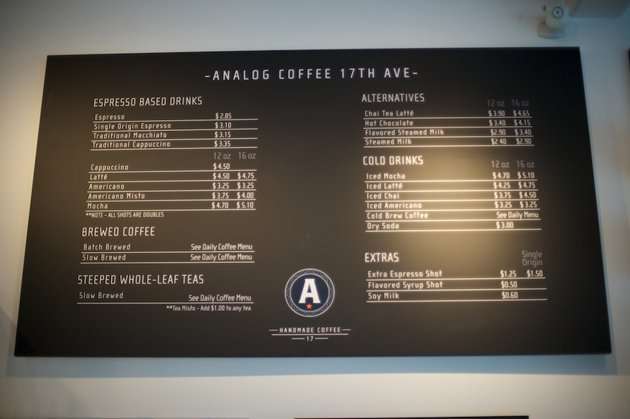 -ANALOG COFFEE 17TH AVE-
ESPRESSO BASED DRINKS
Espresso $2.85
Single Origin Espresso $3.10
Traditional Macchiato $3.15
Traditional Cappuccino $3.35
12 oz 16 oz
Cappuccino $4.50
Latté $4.50 $4.75
Americano $3.25 $3.25
Americano Misto $3.75 $4.00
Mocha $4.70 $5.10
**NOTE - ALL SHOTS ARE DOUBLES
BREWED COFFEE
Batch Brewed See Daily Coffee Menu
Slow Brewed See Daily Coffee Menu
STEEPED WHOLE-LEAF TEAS
Slow Brewed See Daily Coffee Menu
**Tea Misto - Add $1.00 to any tea
A
HANDMADE COFFEE
- 17 -
ALTERNATIVES
12 oz 16 oz
Chai Tea Latté $3.90 $4.65
Hot Chocolate $3.40 $4.15
Flavored Steamed Milk $2.90 $3.40
Steamed Milk $2.40 $2.90
COLD DRINKS
12 oz 16 oz
Iced Mocha $4.70 $5.10
Iced Latté $4.25 $4.75
Iced Chai $3.75 $4.50
Iced Americano $3.25 $3.25
Cold Brew Coffee See Daily Menu
Dry Soda $3.00
EXTRAS
Single
Origin
Extra Espresso Shot $1.25 $1.50
Flavored Syrup Shot $0.50
Soy Milk $0.60